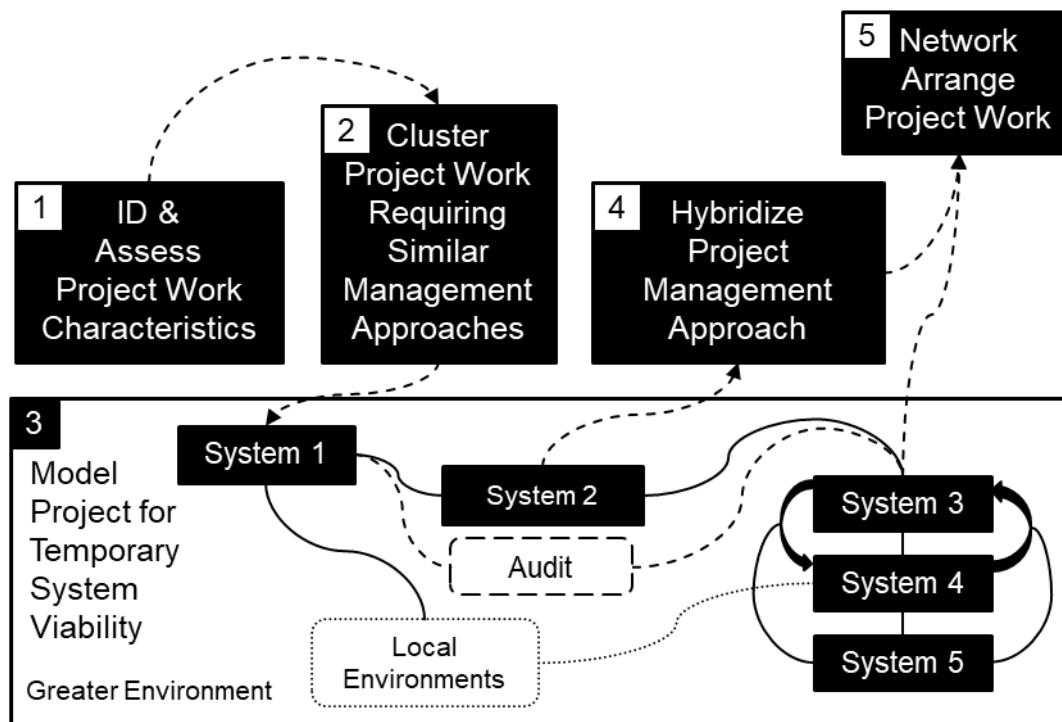 1
ID &
Assess
Project Work
Characteristics
2
Cluster
Project Work
Requiring
Similar
Management
Approaches
4
Hybridize
Project
Management
Approach
5
Network
Arrange
Project Work
3
Model
Project for
Temporary
System
Viability
Greater Environment
System 1
System 2
Audit
Local
Environments
System 3
System 4
System 5